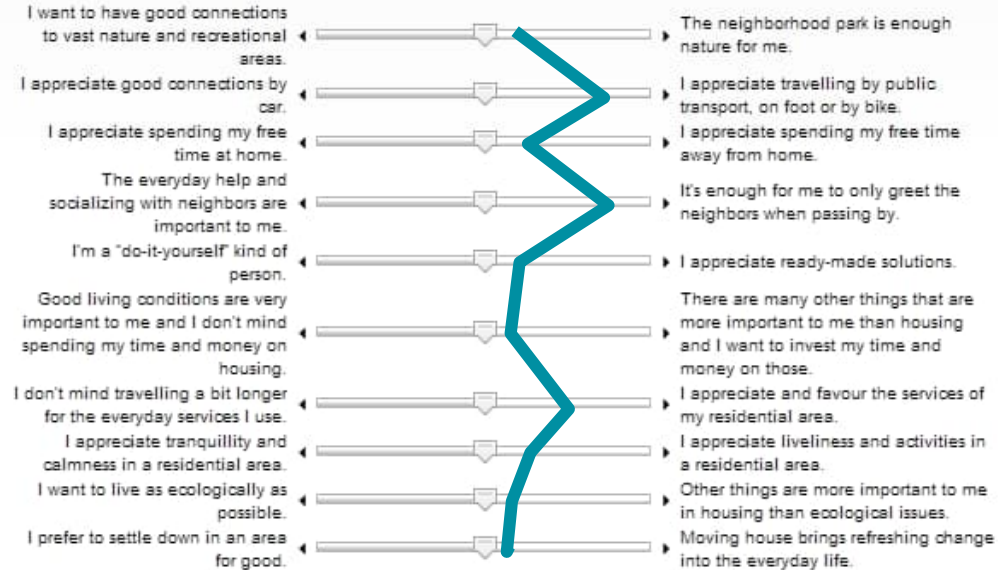 I want to have good connections
to vast nature and recreational
areas.
The neighborhood park is enough
nature for me.
I appreciate good connections by
car.
I appreciate travelling by public
transport, on foot or by bike.
I appreciate spending my free
time at home.
I appreciate spending my free time
away from home.
The everyday help and
socializing with neighbors are
important to me.
It's enough for me to only greet the
neighbors when passing by.
I'm a "do-it-yourself" kind of
person.
I appreciate ready-made solutions.
Good living conditions are very
important to me and I don't mind
spending my time and money on
housing.
There are many other things that are
more important to me than housing
and I want to invest my time and
money on those.
I don't mind travelling a bit longer
for the everyday services I use.
I appreciate and favour the services of
my residential area.
I appreciate tranquillity and
calmness in a residential area.
I appreciate liveliness and activities in
a residential area.
I want to live as ecologically as
possible.
Other things are more important to me
in housing than ecological issues.
I prefer to settle down in an area
for good.
Moving house brings refreshing change
into the everyday life.